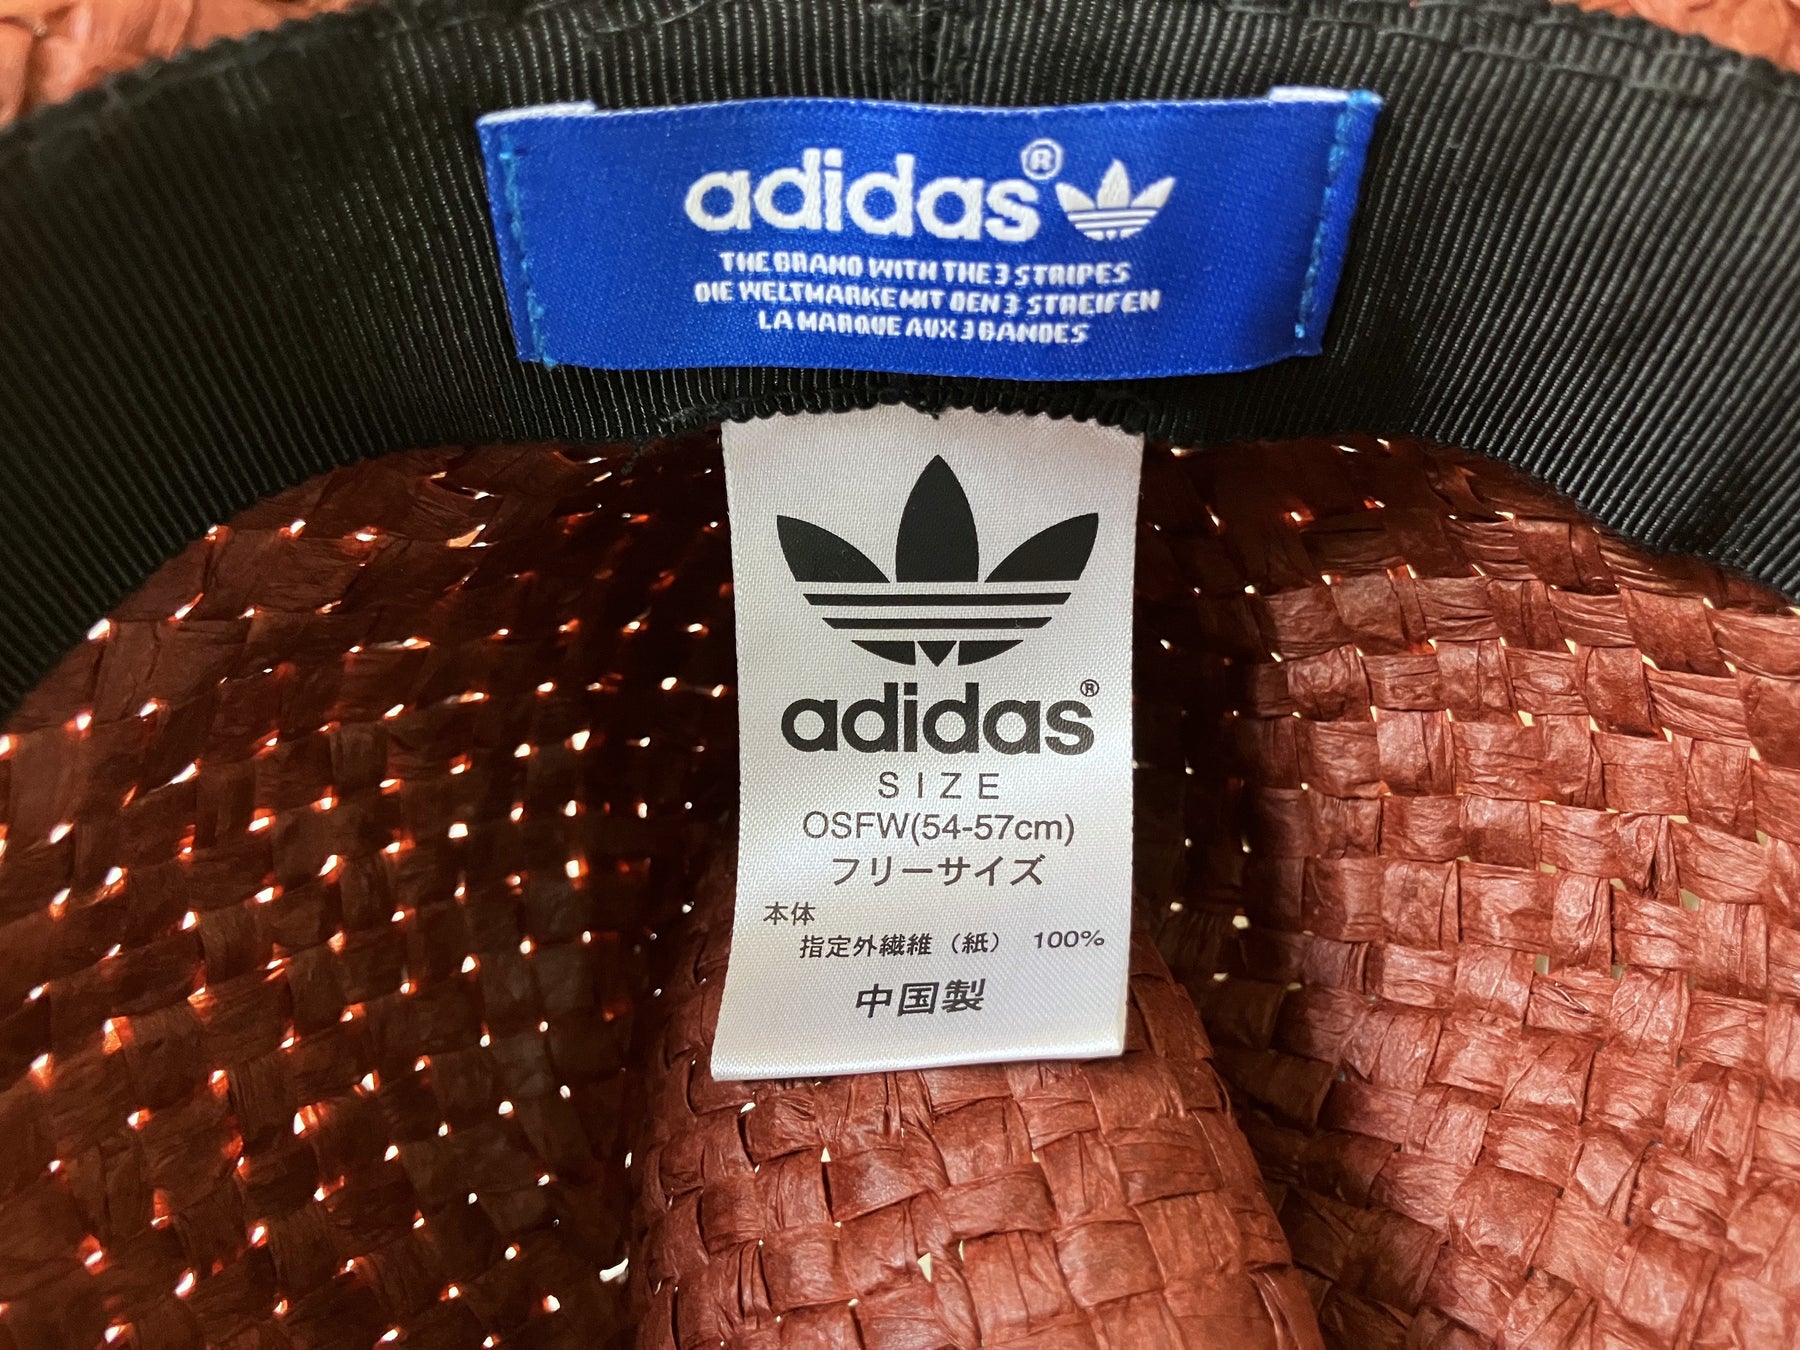 adidas®
THE BRAND WITH THE 3 STRIPES
DIE WELTMARKE MIT DEN 3 STREIFEN
LA MARQUE AUX 3 BANDES
adidas®
SIZE
OSFW(54-57cm)
フリーサイズ
本体
指定外繊維（紙） 100%
中国製